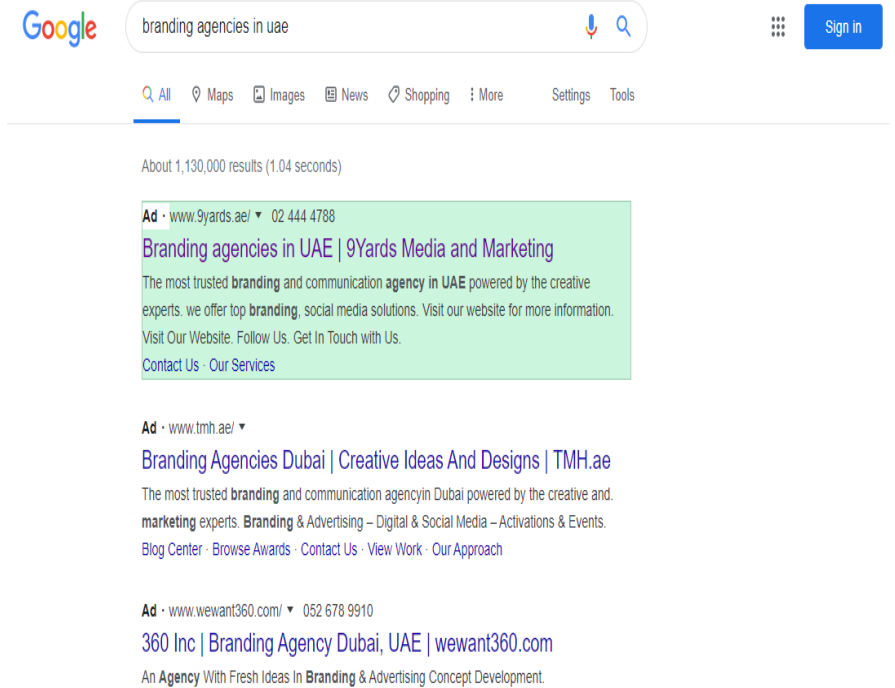 Google
branding agencies in uae
Sign in
All Maps Images News Shopping More Settings Tools
About 1,130,000 results (1.04 seconds)
Ad · www.9yards.ae/ ▼ 02 444 4788
Branding agencies in UAE | 9Yards Media and Marketing
The most trusted branding and communication agency in UAE powered by the creative
experts. we offer top branding, social media solutions. Visit our website for more information.
Visit Our Website. Follow Us. Get In Touch with Us.
Contact Us · Our Services
Ad · www.tmh.ae/ ▼
Branding Agencies Dubai | Creative Ideas And Designs | TMH.ae
The most trusted branding and communication agencyin Dubai powered by the creative and.
marketing experts. Branding & Advertising – Digital & Social Media – Activations & Events.
Blog Center · Browse Awards · Contact Us · View Work · Our Approach
Ad · www.wewant360.com/ ▼ 052 678 9910
360 Inc | Branding Agency Dubai, UAE | wewant360.com
An Agency With Fresh Ideas In Branding & Advertising Concept Development.